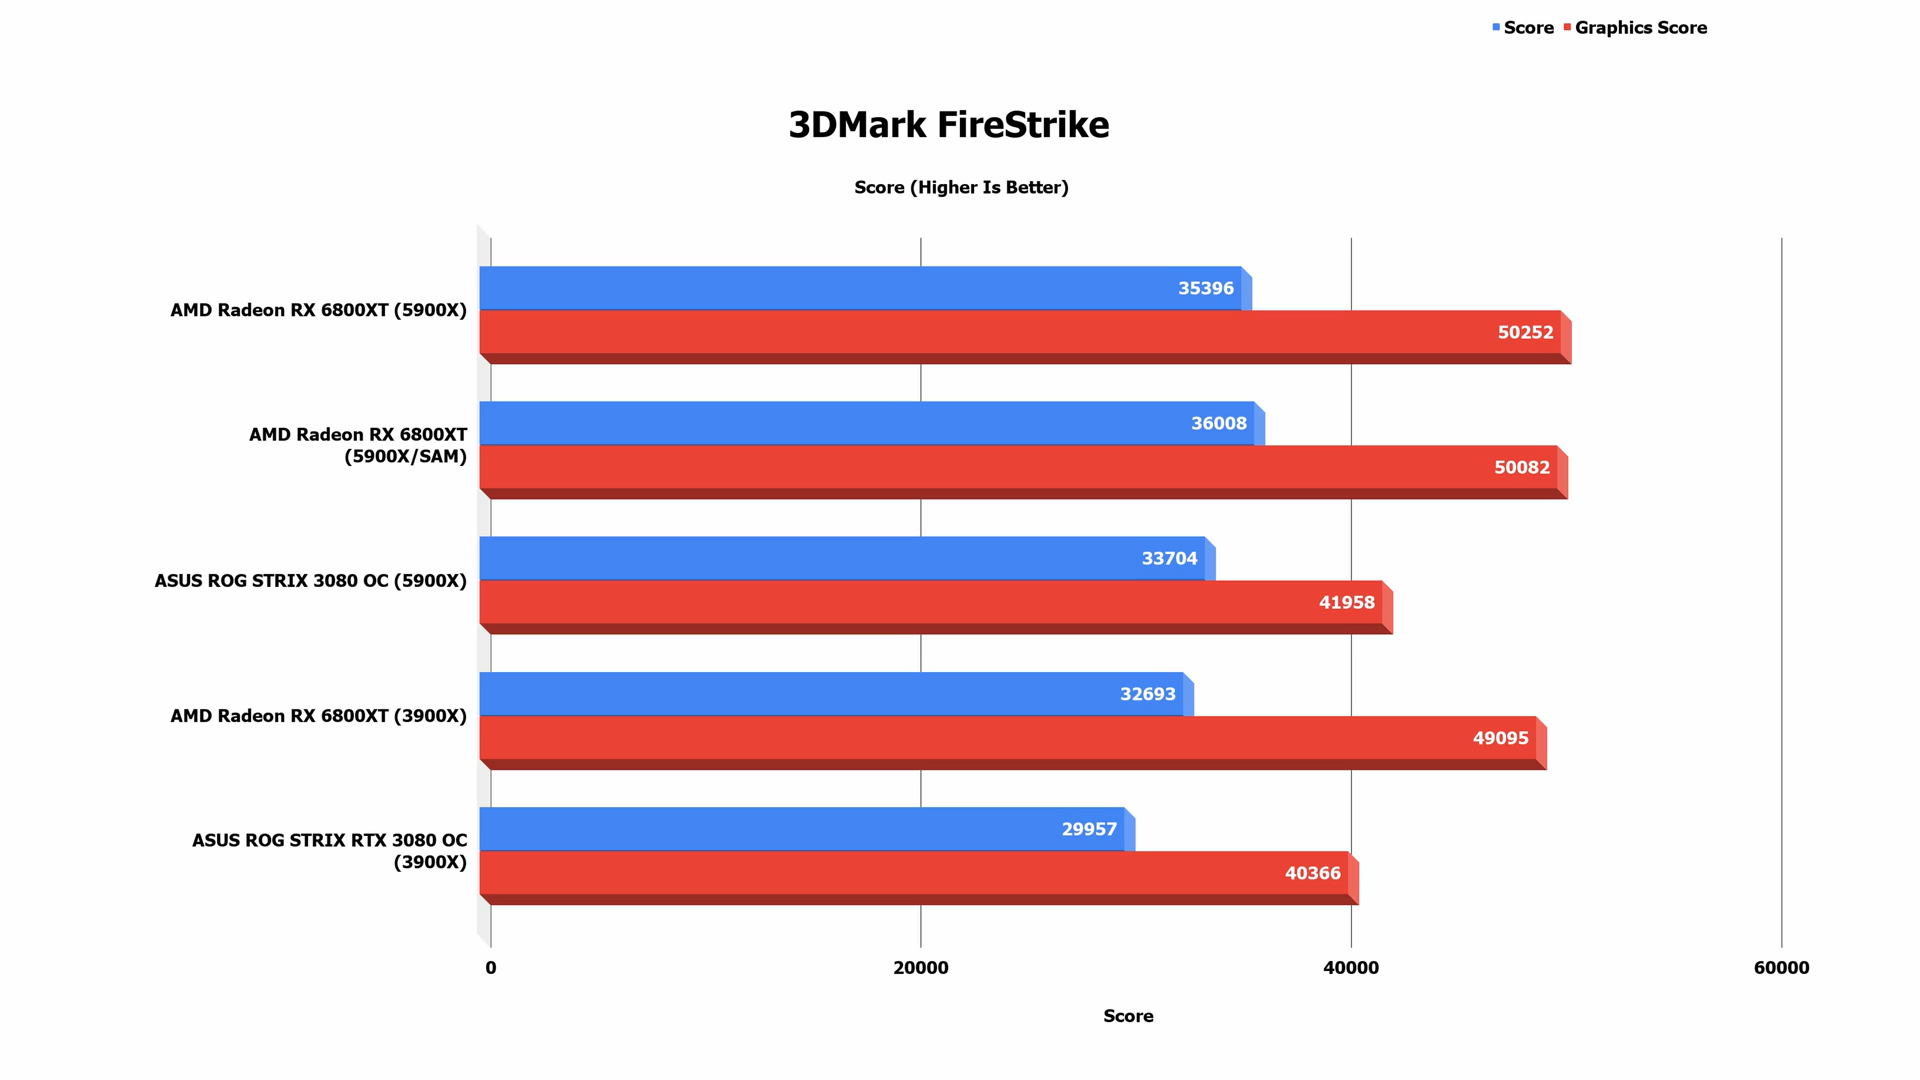 Score Graphics Score
3DMark FireStrike
Score (Higher Is Better)
AMD Radeon RX 6800XT (5900X)
35396
50252
AMD Radeon RX 6800XT
(5900X/SAM)
36008
50082
ASUS ROG STRIX 3080 OC (5900X)
33704
41958
AMD Radeon RX 6800XT (3900X)
32693
49095
ASUS ROG STRIX RTX 3080 OC
(3900X)
29957
40366
0 20000 40000 60000
Score